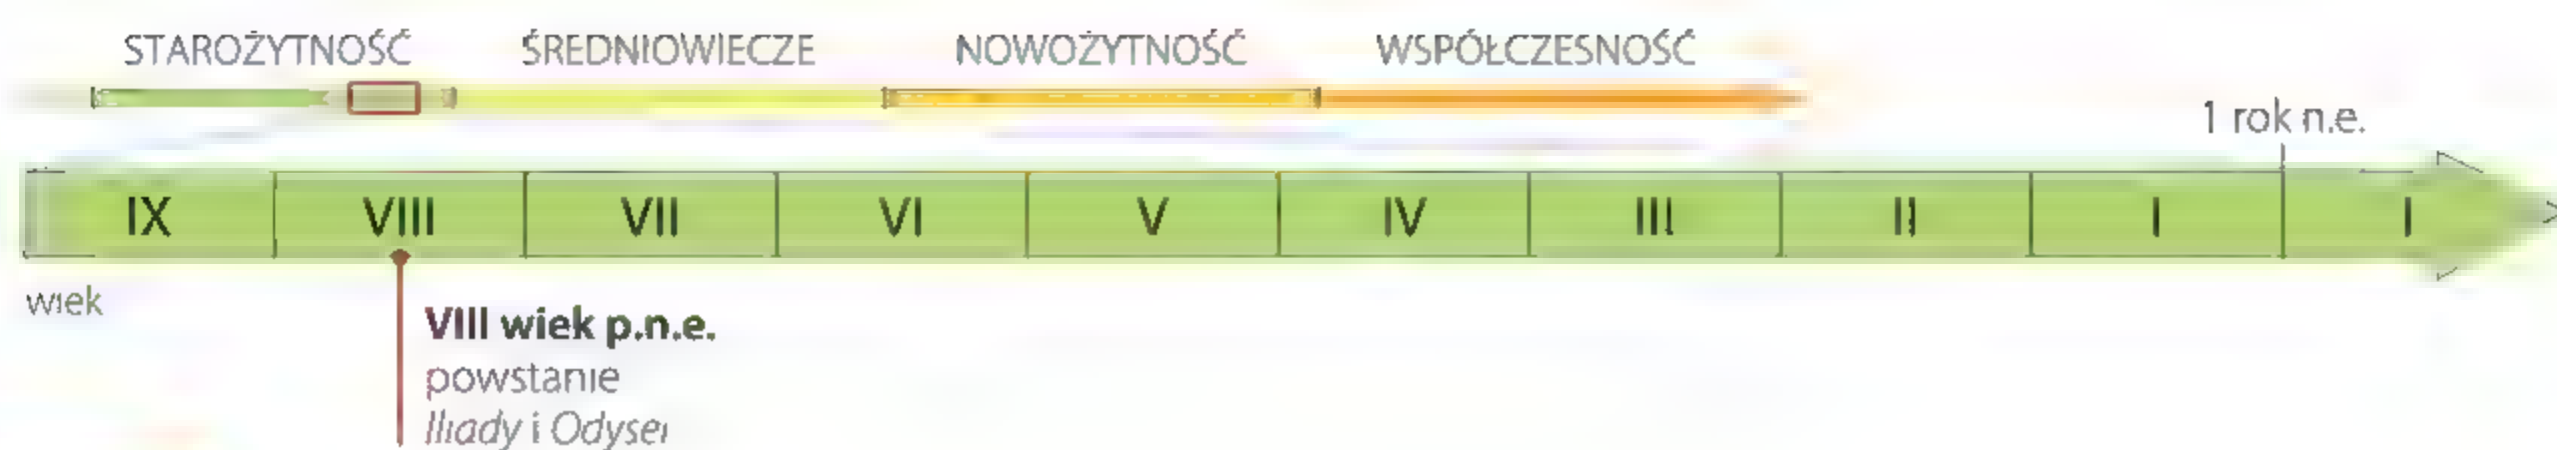 STAROŻYTNOŚĆ ŚREDNIOWIECZE NOWOŻYTNOŚĆ WSPÓŁCZESNOŚĆ
1 rok n.e.
IX VIII VII VI V IV III II I I
wiek
VIII wiek p.n.e.
powstanie
Iliady i Odysei